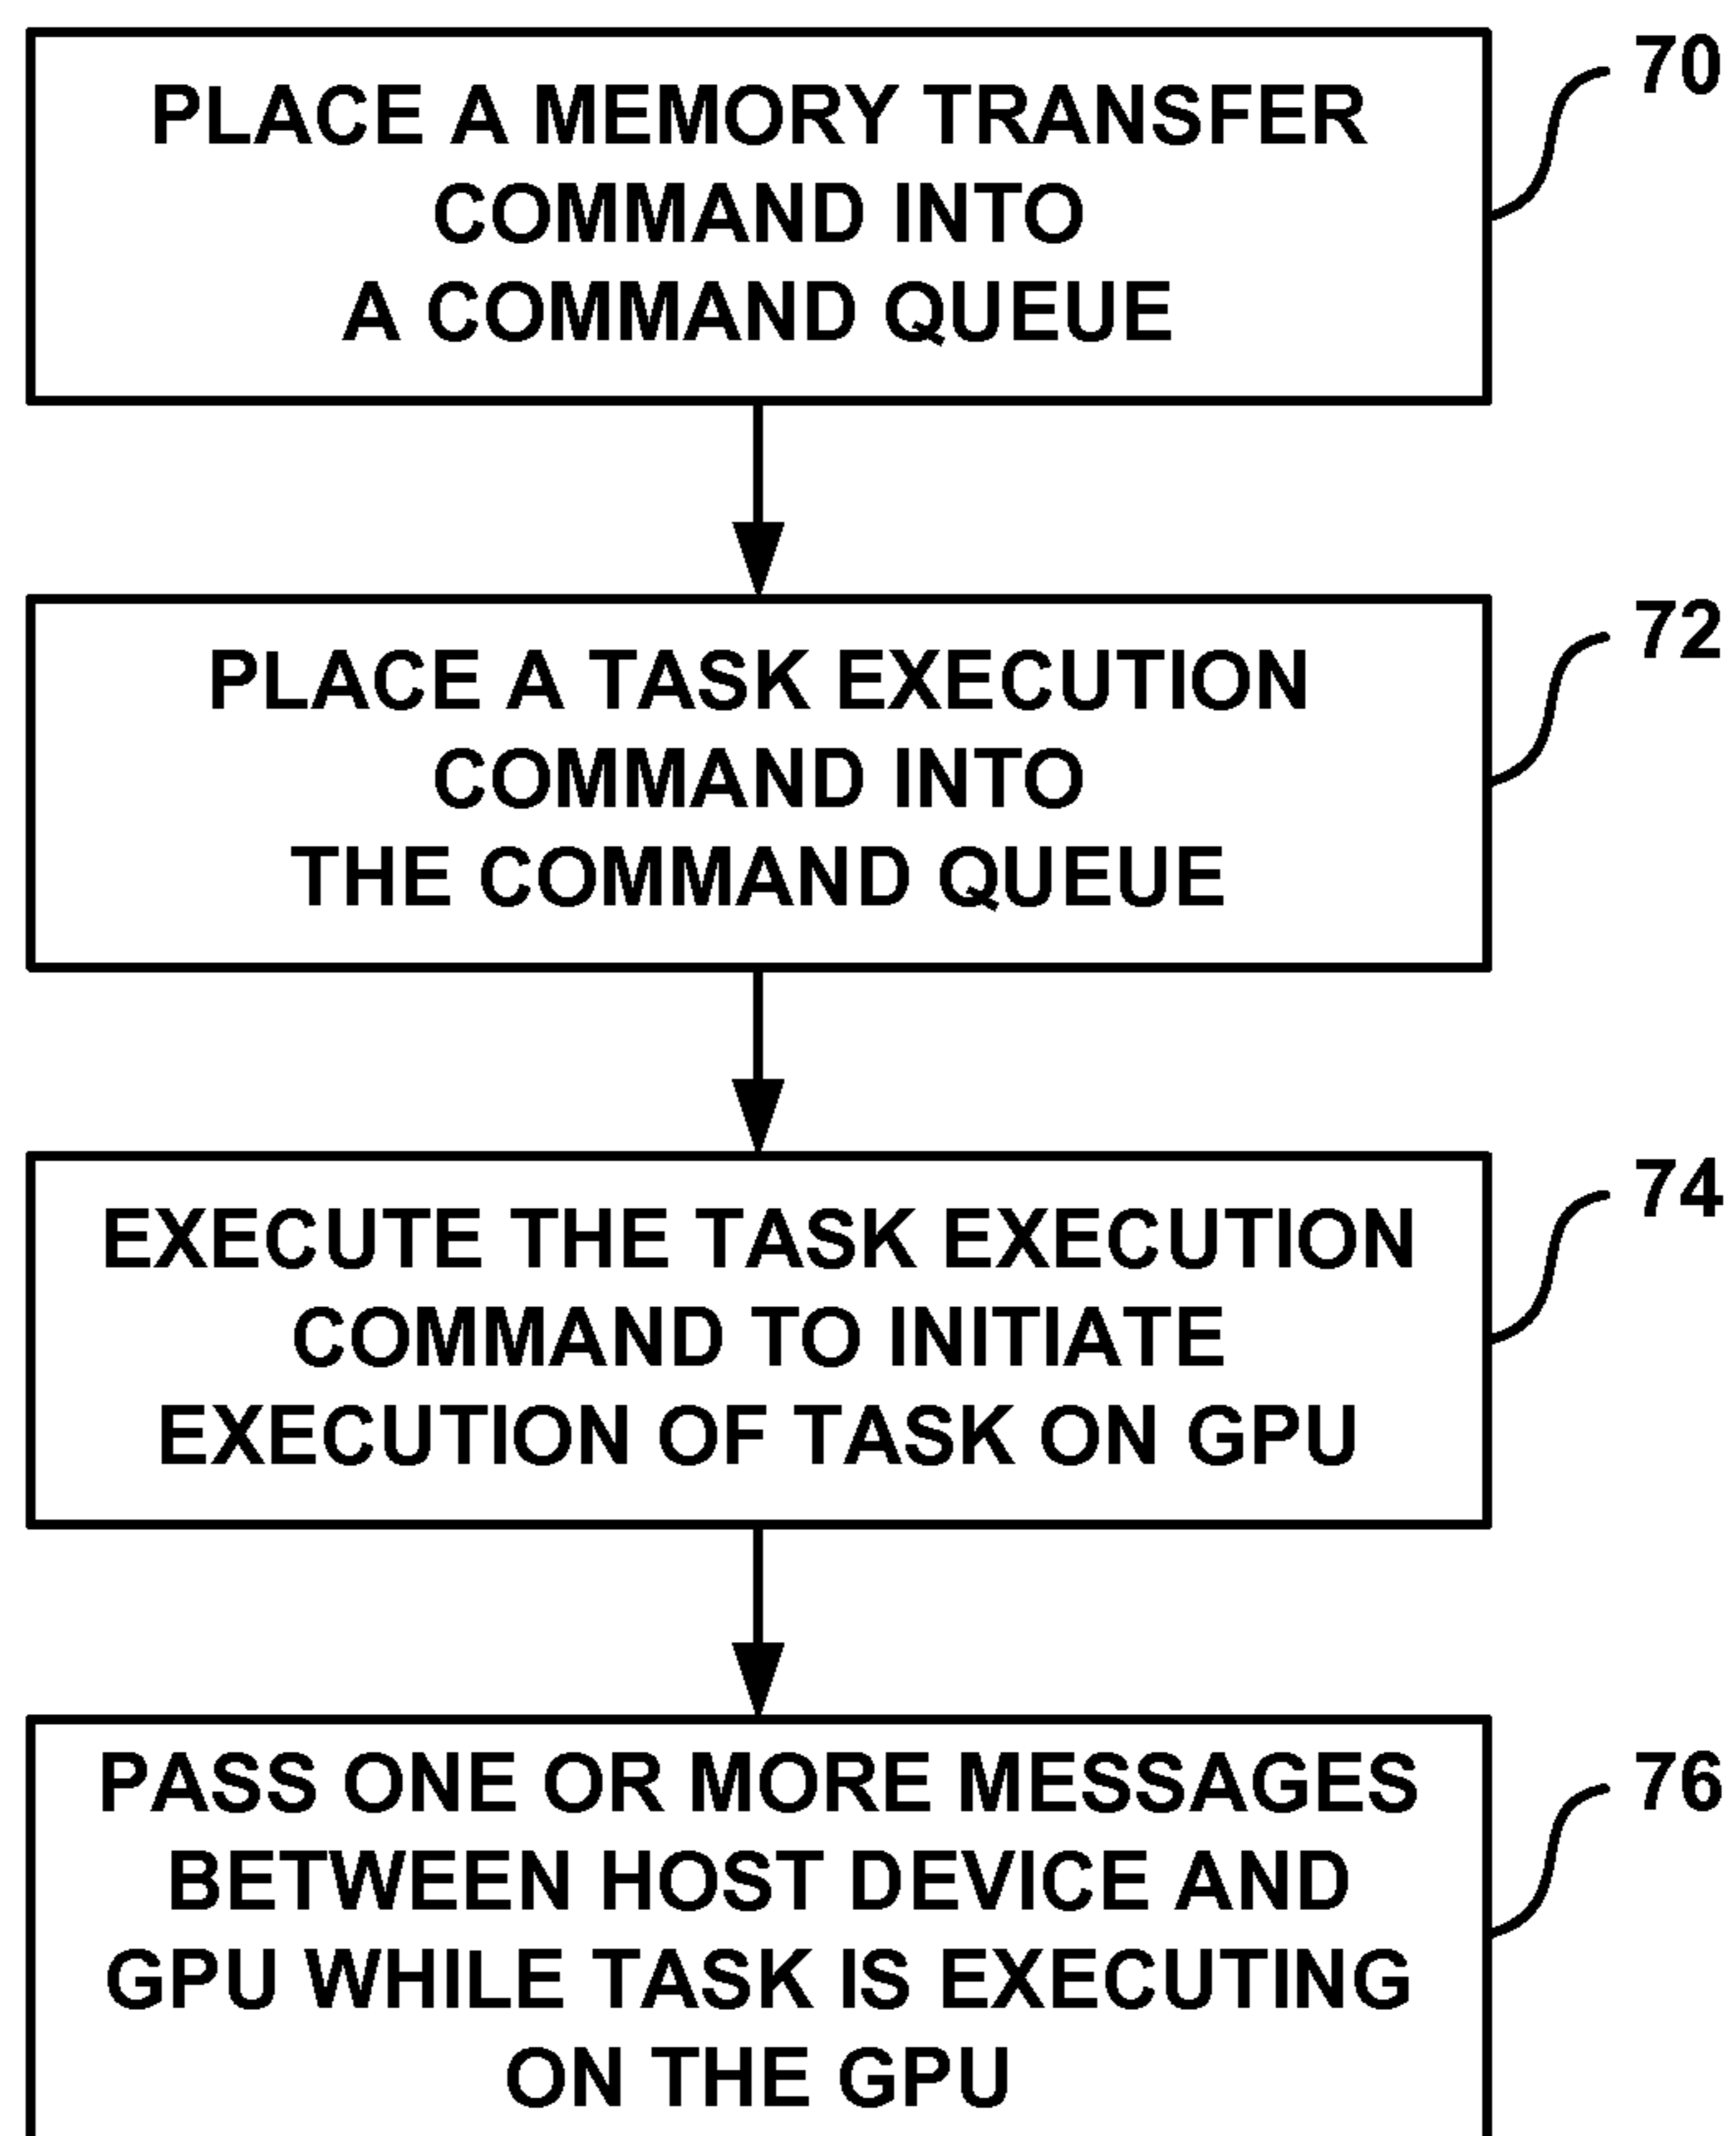 PLACE A MEMORY TRANSFER
COMMAND INTO
A COMMAND QUEUE
70
PLACE A TASK EXECUTION
COMMAND INTO
THE COMMAND QUEUE
72
EXECUTE THE TASK EXECUTION
COMMAND TO INITIATE
EXECUTION OF TASK ON GPU
74
PASS ONE OR MORE MESSAGES
BETWEEN HOST DEVICE AND
GPU WHILE TASK IS EXECUTING
ON THE GPU
76